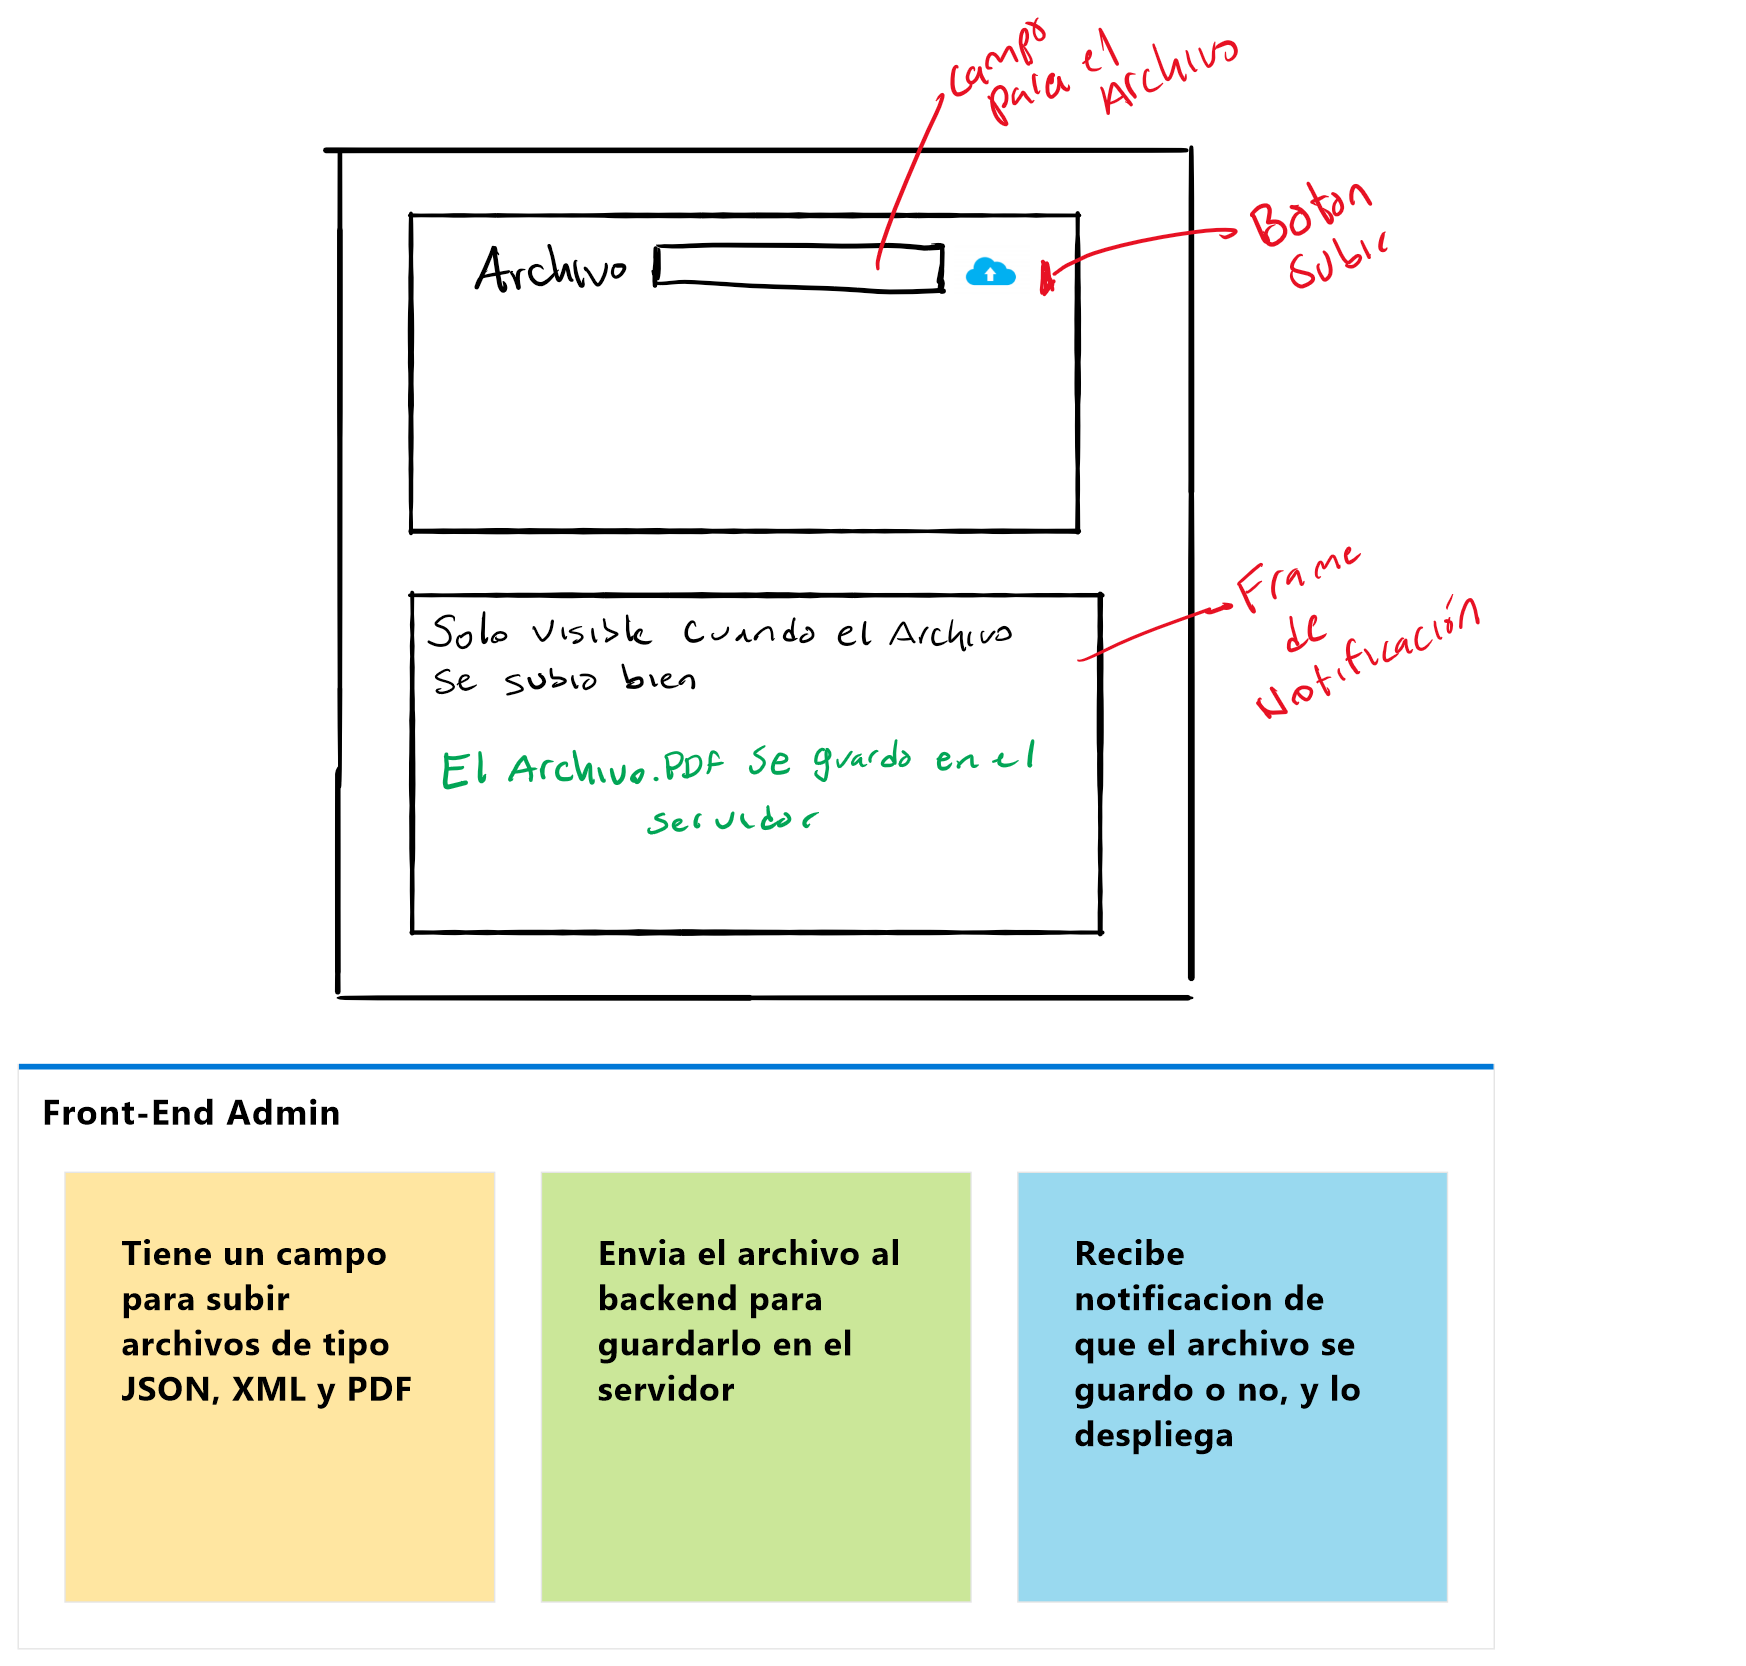 campo
para el
Archivo
Boton
subir
Archivo
Frame
de
Notificación
Solo visible cuando el Archivo
se subio bien
El Archivo.PDF se guardo en el
servidor
Front-End Admin
Tiene un campo
para subir
archivos de tipo
JSON, XML y PDF
Envia el archivo al
backend para
guardarlo en el
servidor
Recibe
notificacion de
que el archivo se
guardo o no, y lo
despliega